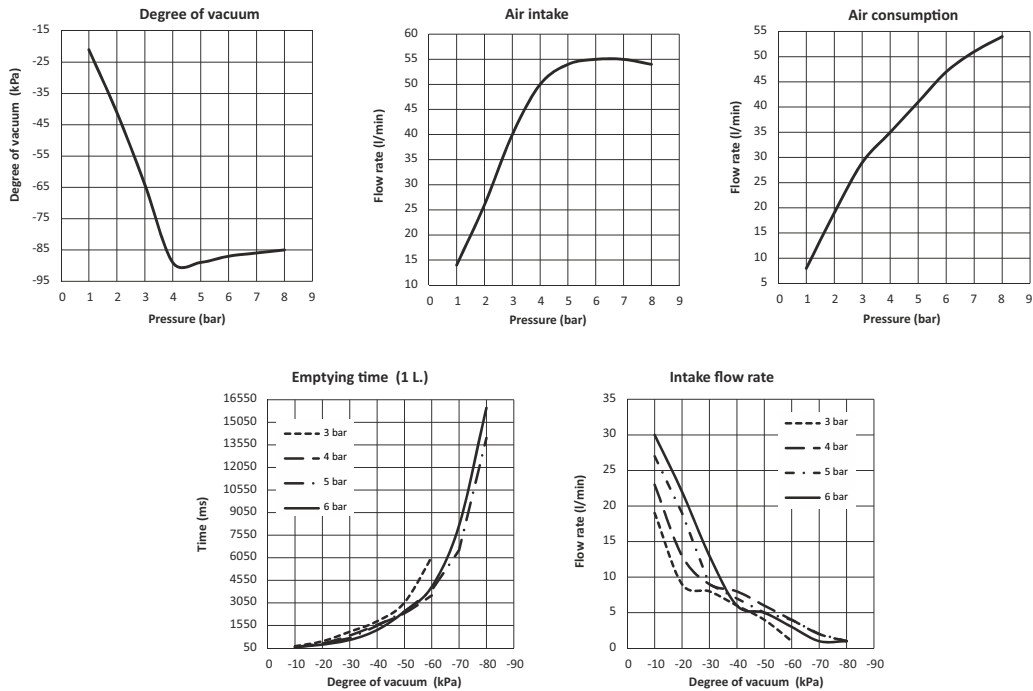 Degree of vacuum
-15
-25
-35
-45
-55
-65
-75
-85
-95
Degree of vacuum (kPa)
0 1 2 3 4 5 6 7 8 9
Pressure (bar)
Air intake
60
55
50
45
40
35
30
25
20
15
10
Flow rate (l/min)
0 1 2 3 4 5 6 7 8 9
Pressure (bar)
Air consumption
55
50
45
40
35
30
25
20
15
10
5
Flow rate (l/min)
0 1 2 3 4 5 6 7 8 9
Pressure (bar)
Emptying time (1 L.)
16550
15050
13550
12050
10550
9050
7550
6050
4550
3050
1550
50
Time (ms)
3 bar
4 bar
5 bar
6 bar
0 -10 -20 -30 -40 -50 -60 -70 -80 -90
Degree of vacuum (kPa)
Intake flow rate
35
30
25
20
15
10
5
0
Flow rate (l/min)
3 bar
4 bar
5 bar
6 bar
0 -10 -20 -30 -40 -50 -60 -70 -80 -90
Degree of vacuum (kPa)